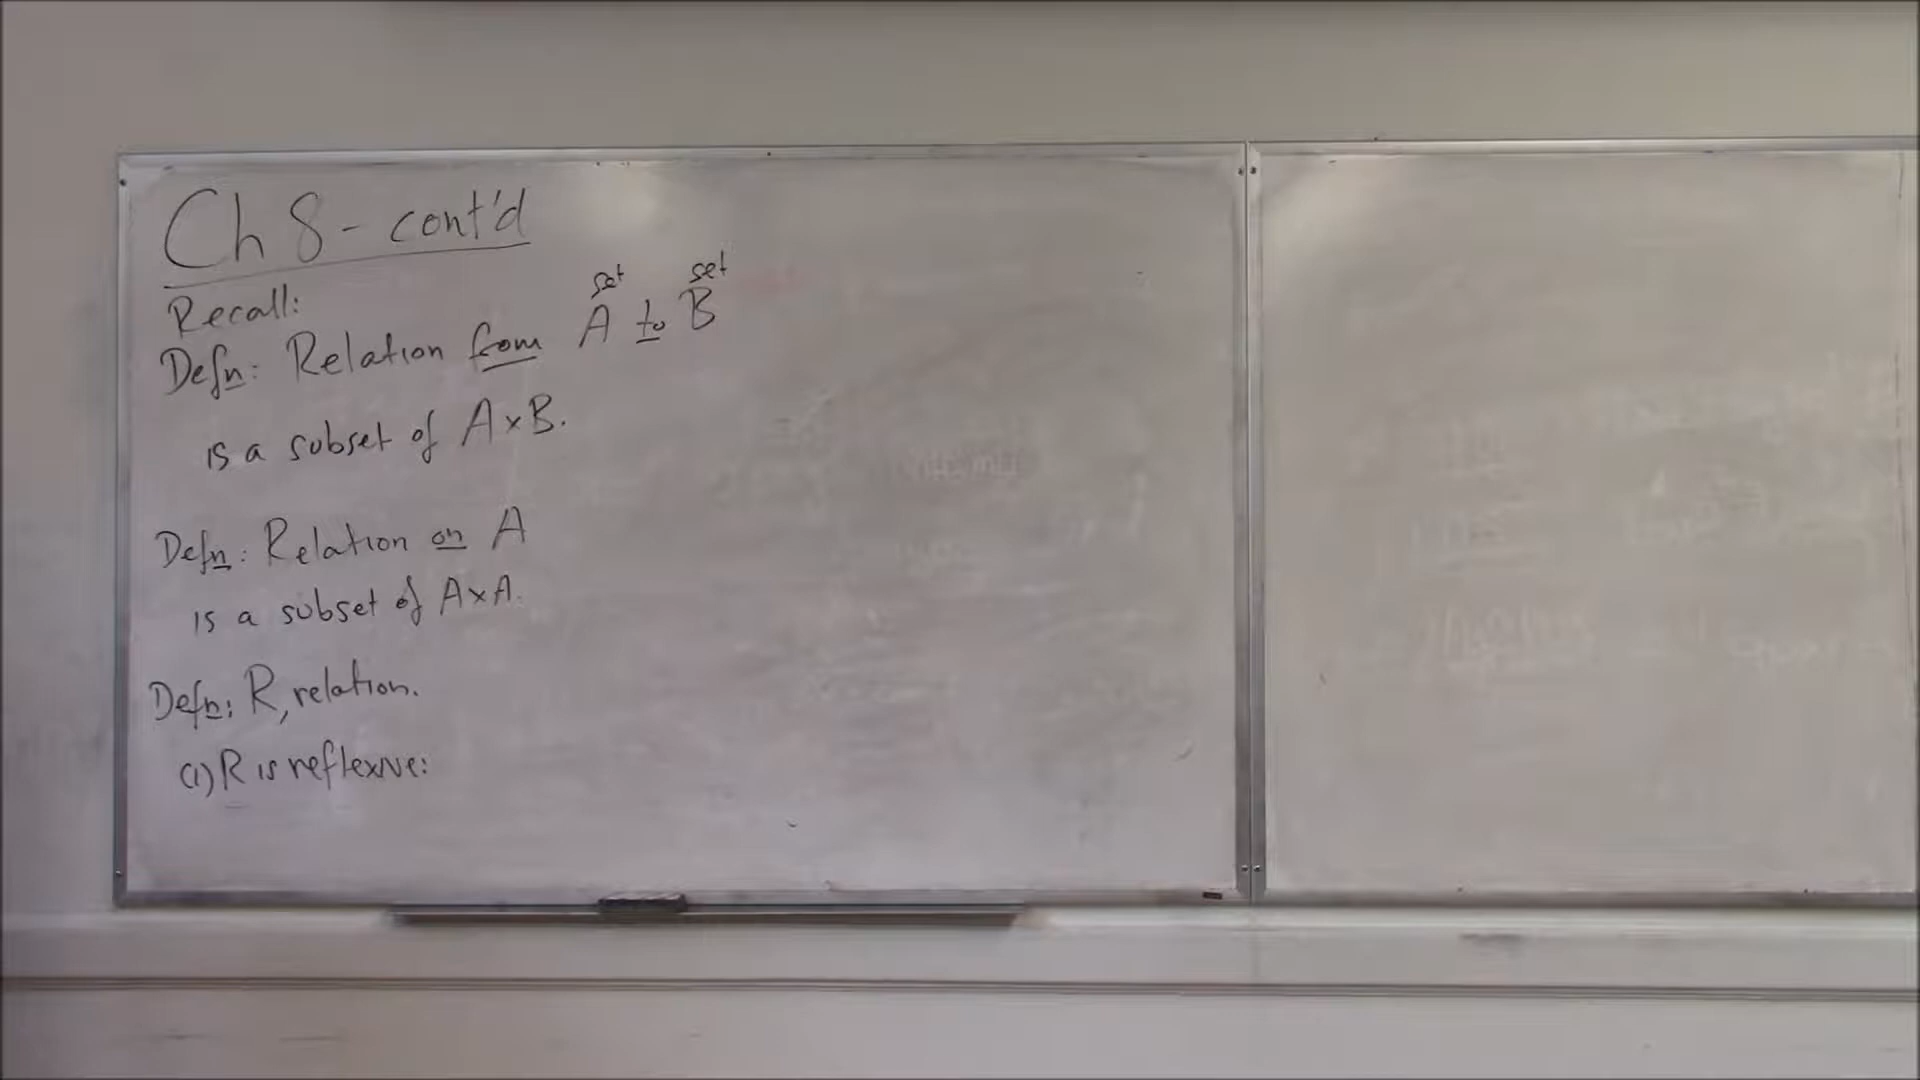 Ch 8 - cont'd
Recall:
set set
Defn: Relation from A to B
is a subset of A×B.
Defn: Relation on A
is a subset of A×A.
Defn: R, relation.
(1) R is reflexive: